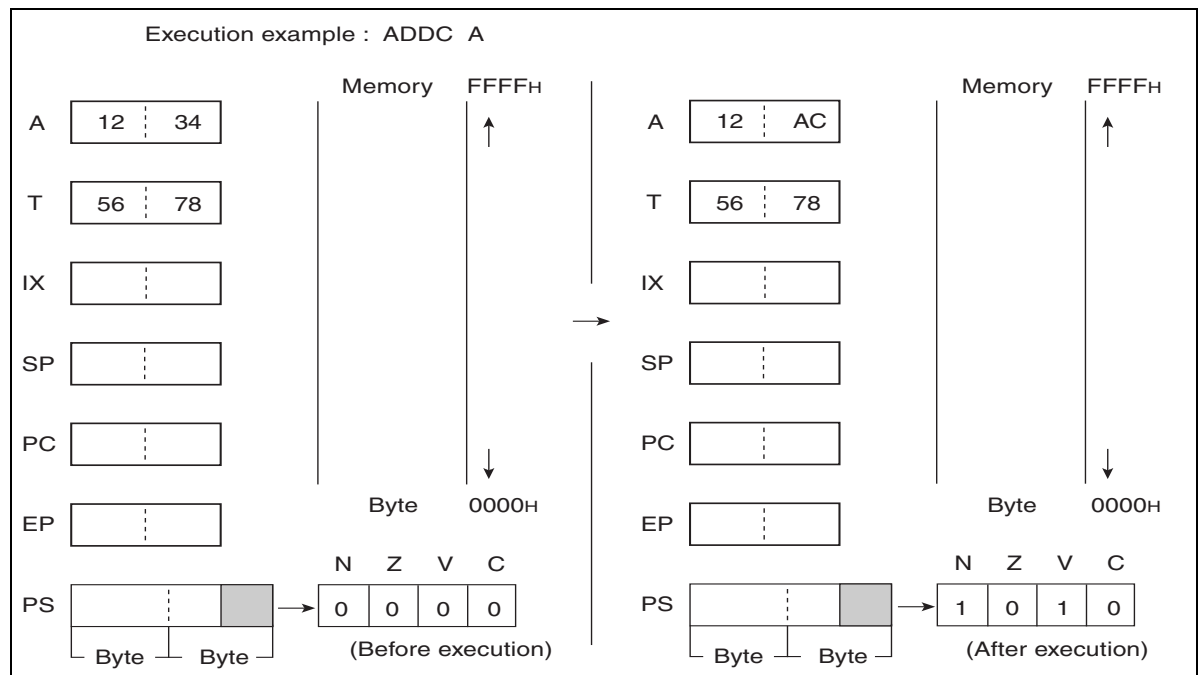 Execution example : ADDC A
Memory FFFFH
A 12 34
T 56 78
IX
SP
PC
EP
Byte 0000H
N Z V C
PS 0 0 0 0
Byte Byte (Before execution)
Memory FFFFH
A 12 AC
T 56 78
IX
SP
PC
EP
Byte 0000H
N Z V C
PS 1 0 1 0
Byte Byte (After execution)